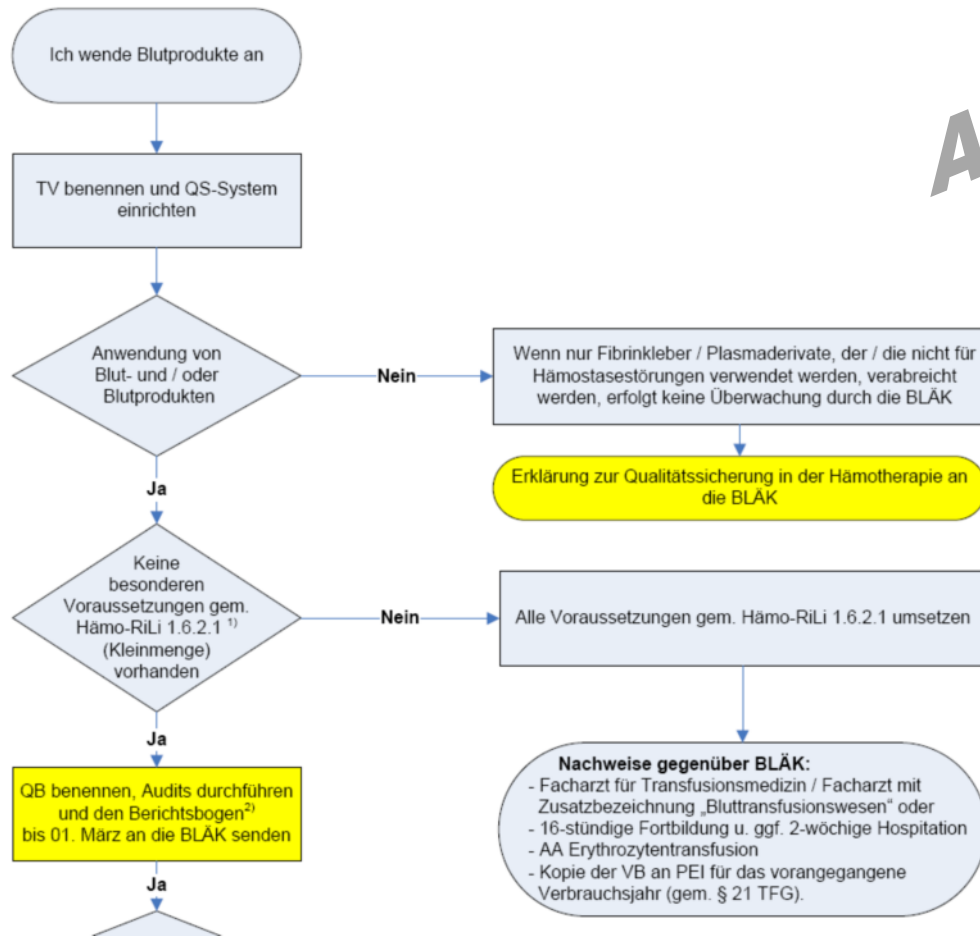 Ich wende Blutprodukte an
A
TV benennen und QS-System
einrichten
Anwendung von
Blut- und / oder
Blutprodukten
Nein
Wenn nur Fibrinkleber / Plasmaderivate, der / die nicht für
Hämostasestörungen verwendet werden, verabreicht
werden, erfolgt keine Überwachung durch die BLÄK
Erklärung zur Qualitätssicherung in der Hämotherapie an
die BLÄK
Ja
Keine
besonderen
Voraussetzungen gem.
Hämo-RiLi 1.6.2.1 ¹⁾
(Kleinmenge)
vorhanden
Nein
Alle Voraussetzungen gem. Hämo-RiLi 1.6.2.1 umsetzen
Ja
Nachweise gegenüber BLÄK:
- Facharzt für Transfusionsmedizin / Facharzt mit
Zusatzbezeichnung „Bluttransfusionswesen“ oder
- 16-stündige Fortbildung u. ggf. 2-wöchige Hospitation
- AA Erythrozytentransfusion
- Kopie der VB an PEI für das vorangegangene
Verbrauchsjahr (gem. § 21 TFG).
QB benennen, Audits durchführen
und den Berichtsbogen²⁾
bis 01. März an die BLÄK senden
Ja